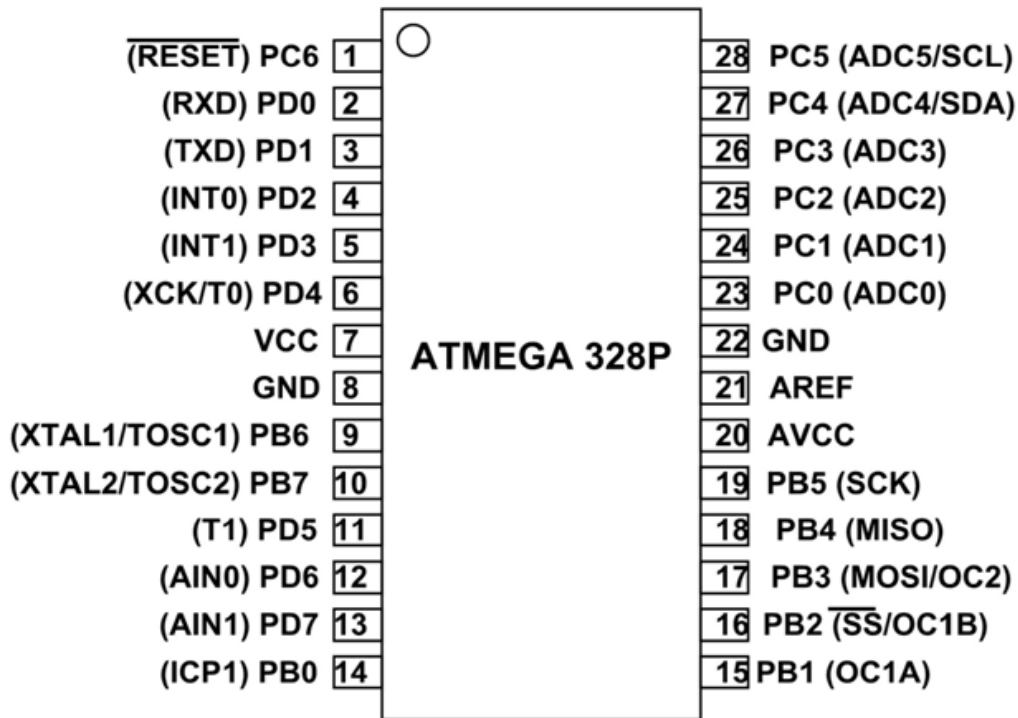 (RESET) PC6 1
(RXD) PD0 2
(TXD) PD1 3
(INT0) PD2 4
(INT1) PD3 5
(XCK/T0) PD4 6
VCC 7
GND 8
(XTAL1/TOSC1) PB6 9
(XTAL2/TOSC2) PB7 10
(T1) PD5 11
(AIN0) PD6 12
(AIN1) PD7 13
(ICP1) PB0 14
ATMEGA 328P
28 PC5 (ADC5/SCL)
27 PC4 (ADC4/SDA)
26 PC3 (ADC3)
25 PC2 (ADC2)
24 PC1 (ADC1)
23 PC0 (ADC0)
22 GND
21 AREF
20 AVCC
19 PB5 (SCK)
18 PB4 (MISO)
17 PB3 (MOSI/OC2)
16 PB2 (SS/OC1B)
15 PB1 (OC1A)